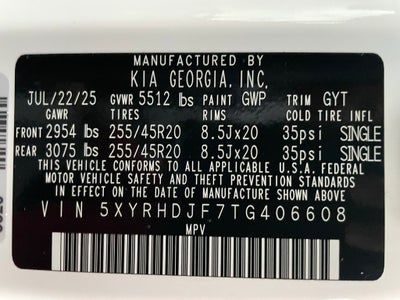 MANUFACTURED BY
KIA GEORGIA, INC.
JUL/22/25 GVWR 5512 lbs PAINT GWP TRIM GYT
GAWR TIRES RIMS COLD TIRE INFL
FRONT 2954 lbs 255/45R20 8.5Jx20 35psi SINGLE
REAR 3075 lbs 255/45R20 8.5Jx20 35psi SINGLE
THIS VEHICLE CONFORMS TO ALL APPLICABLE U.S.A. FEDERAL
MOTOR VEHICLE SAFETY AND THEFT PREVENTION STANDARDS
IN EFFECT ON THE DATE OF MANUFACTURE SHOWN ABOVE.
VIN 5XYRHDJF7TG406608
MPV